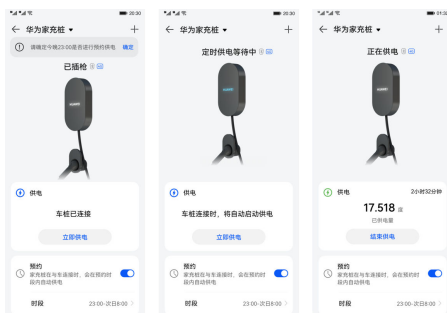 20:30
华为家充桩
请确定今晚23:00是否进行预约供电 确定
已插枪
HUAWEI
供电
车桩已连接
立即供电
预约
家充桩在与车连接时，会在预约时
段内自动供电
时段 23:00-次日8:00
20:30
华为家充桩
定时供电等待中
HUAWEI
供电
车桩连接时，将自动启动供电
立即供电
预约
家充桩在与车连接时，会在预约时
段内自动供电
时段 23:00-次日8:00
01:32
华为家充桩
正在供电
HUAWEI
供电 2小时32分钟
17.518 度
已供电量
结束供电
预约
家充桩在与车连接时，会在预约时
段内自动供电
时段 23:00-次日8:00